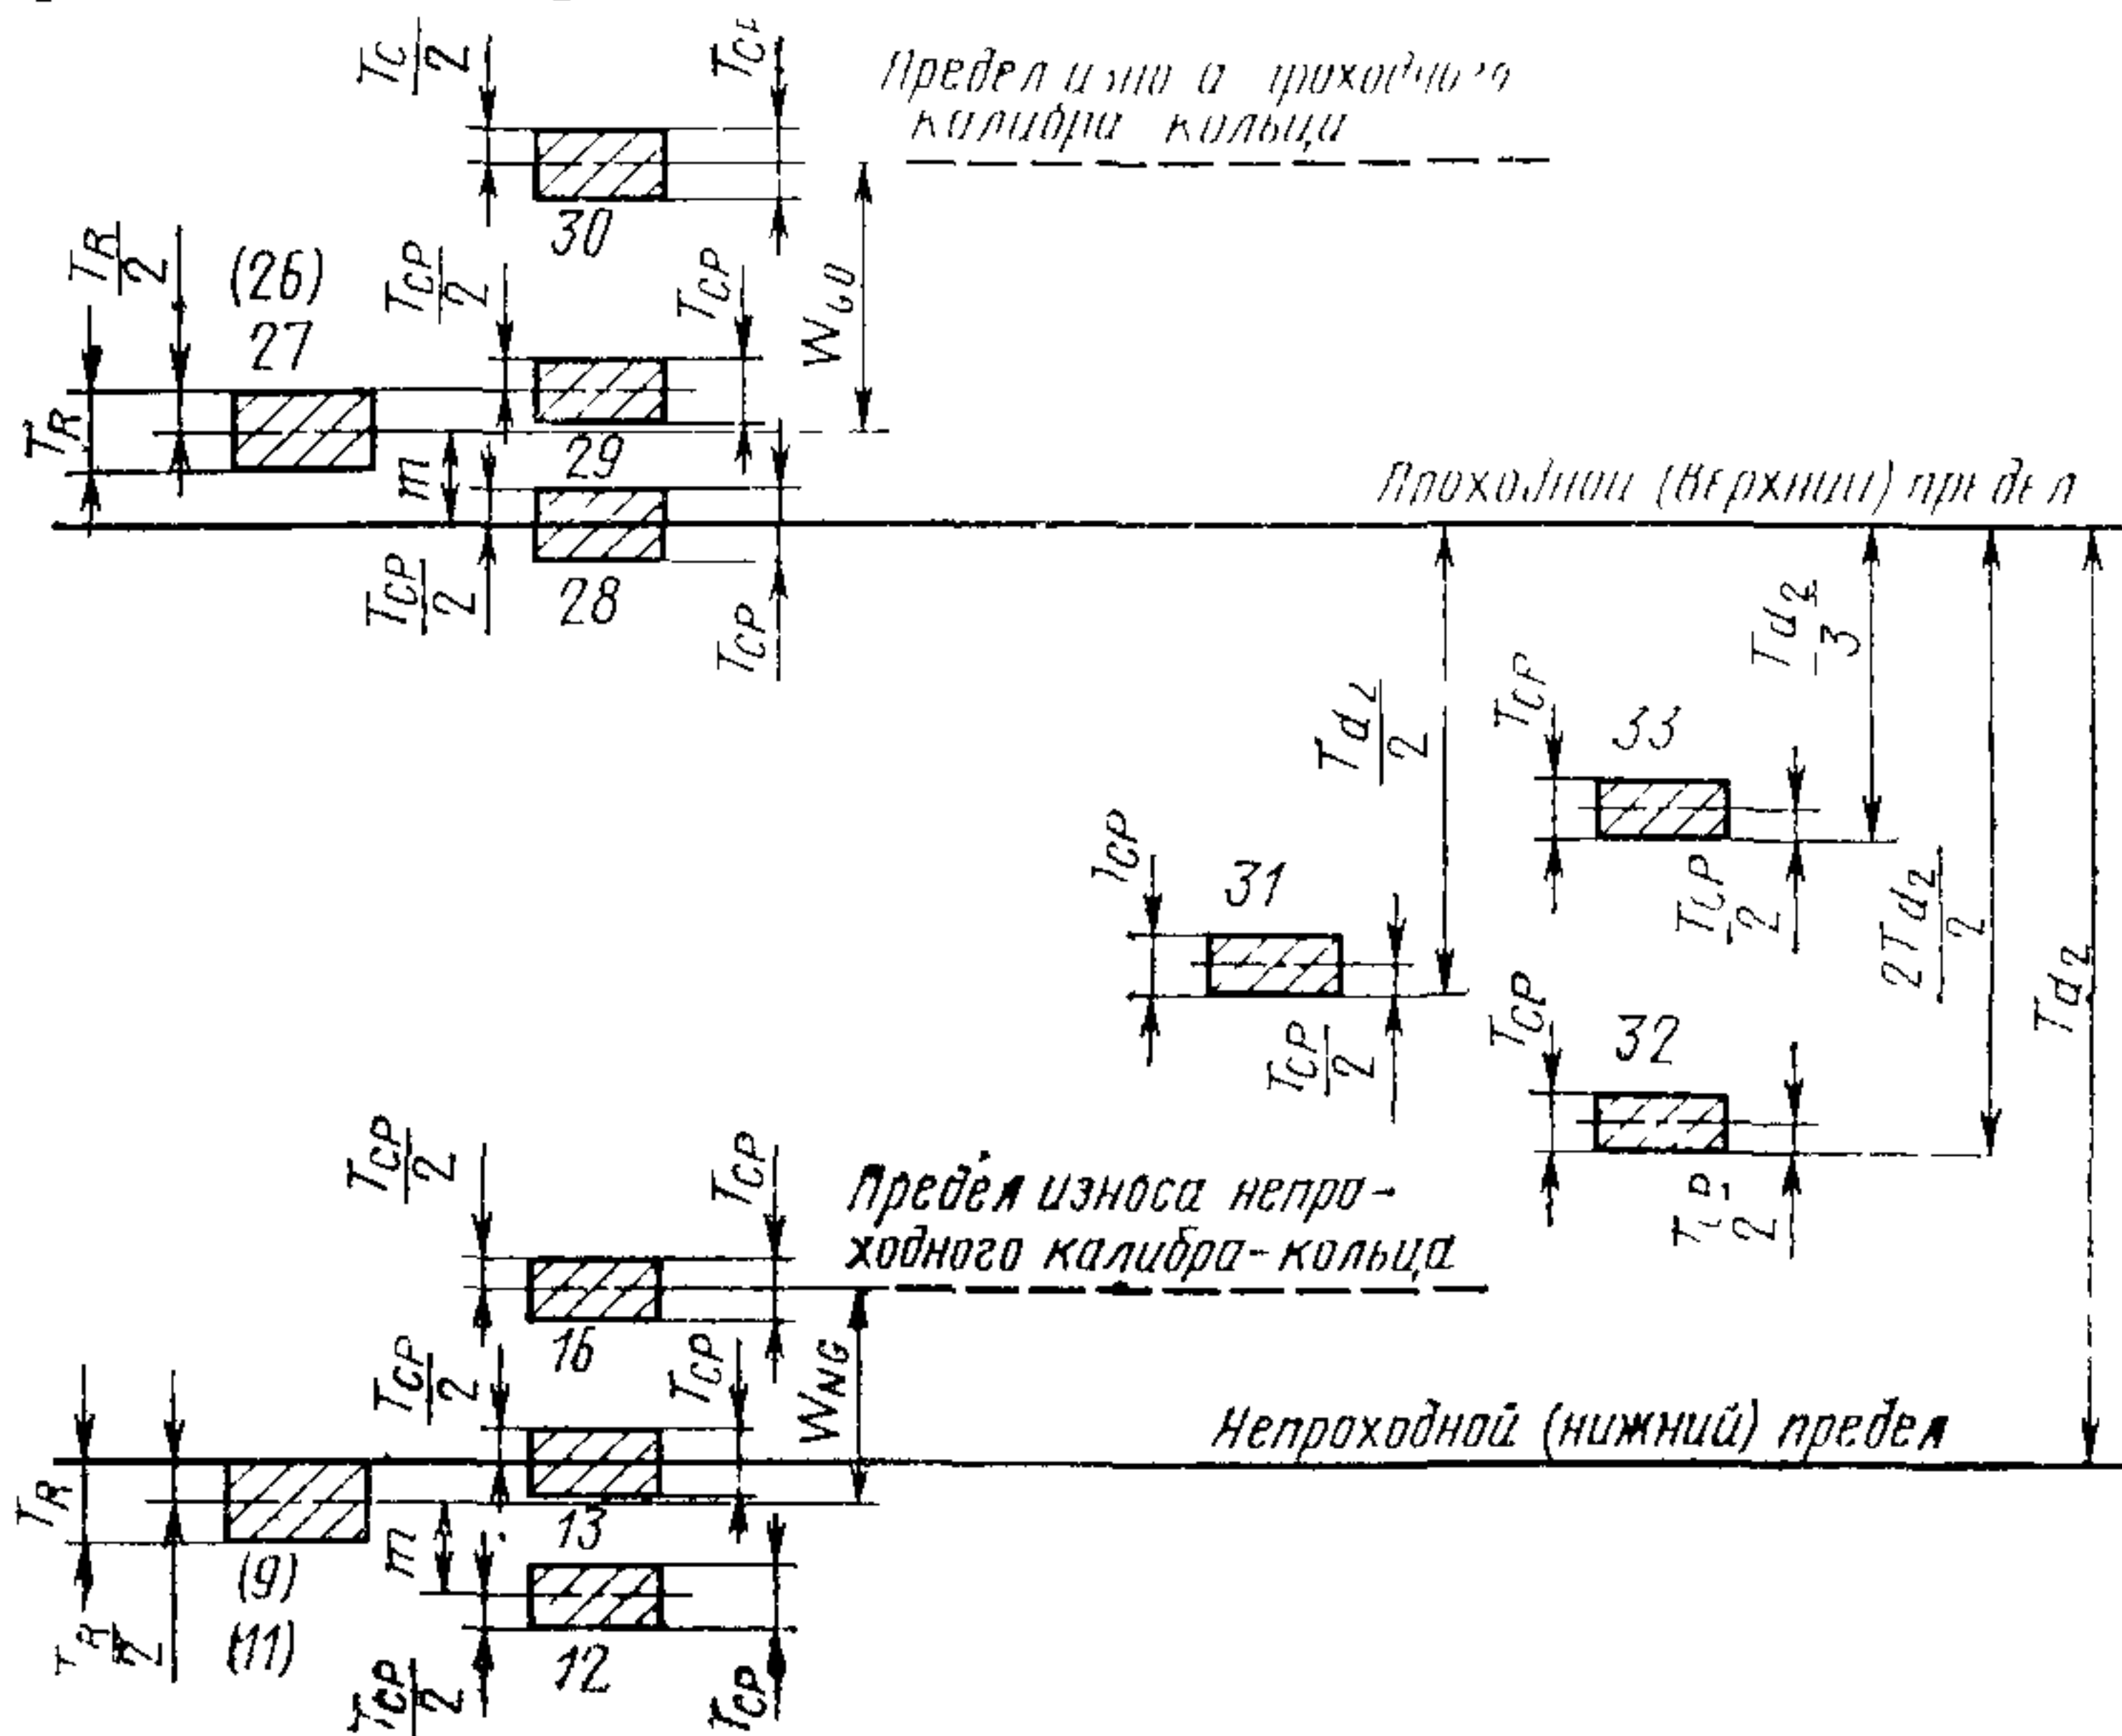 TC/2
Предел
калибра кольца
30
TR/2
(26)
27
TCP/2
TCP
WGO
TR
29
m
Проходной (верхний) предел
TCP/2
28
TCP
Td2/3
TCP
33
Td2/2
TCP
31
TCP/2
2Td2/2
TCP
32
TCP/2
Td2
TCP/2
TCP
Предел износа непро-
ходного калибра-кольца
16
TCP/2
TCP
WNG
Непроходной (нижний) предел
TR
13
m
(9)
(11)
TR/2
12
TCP/2
TCP